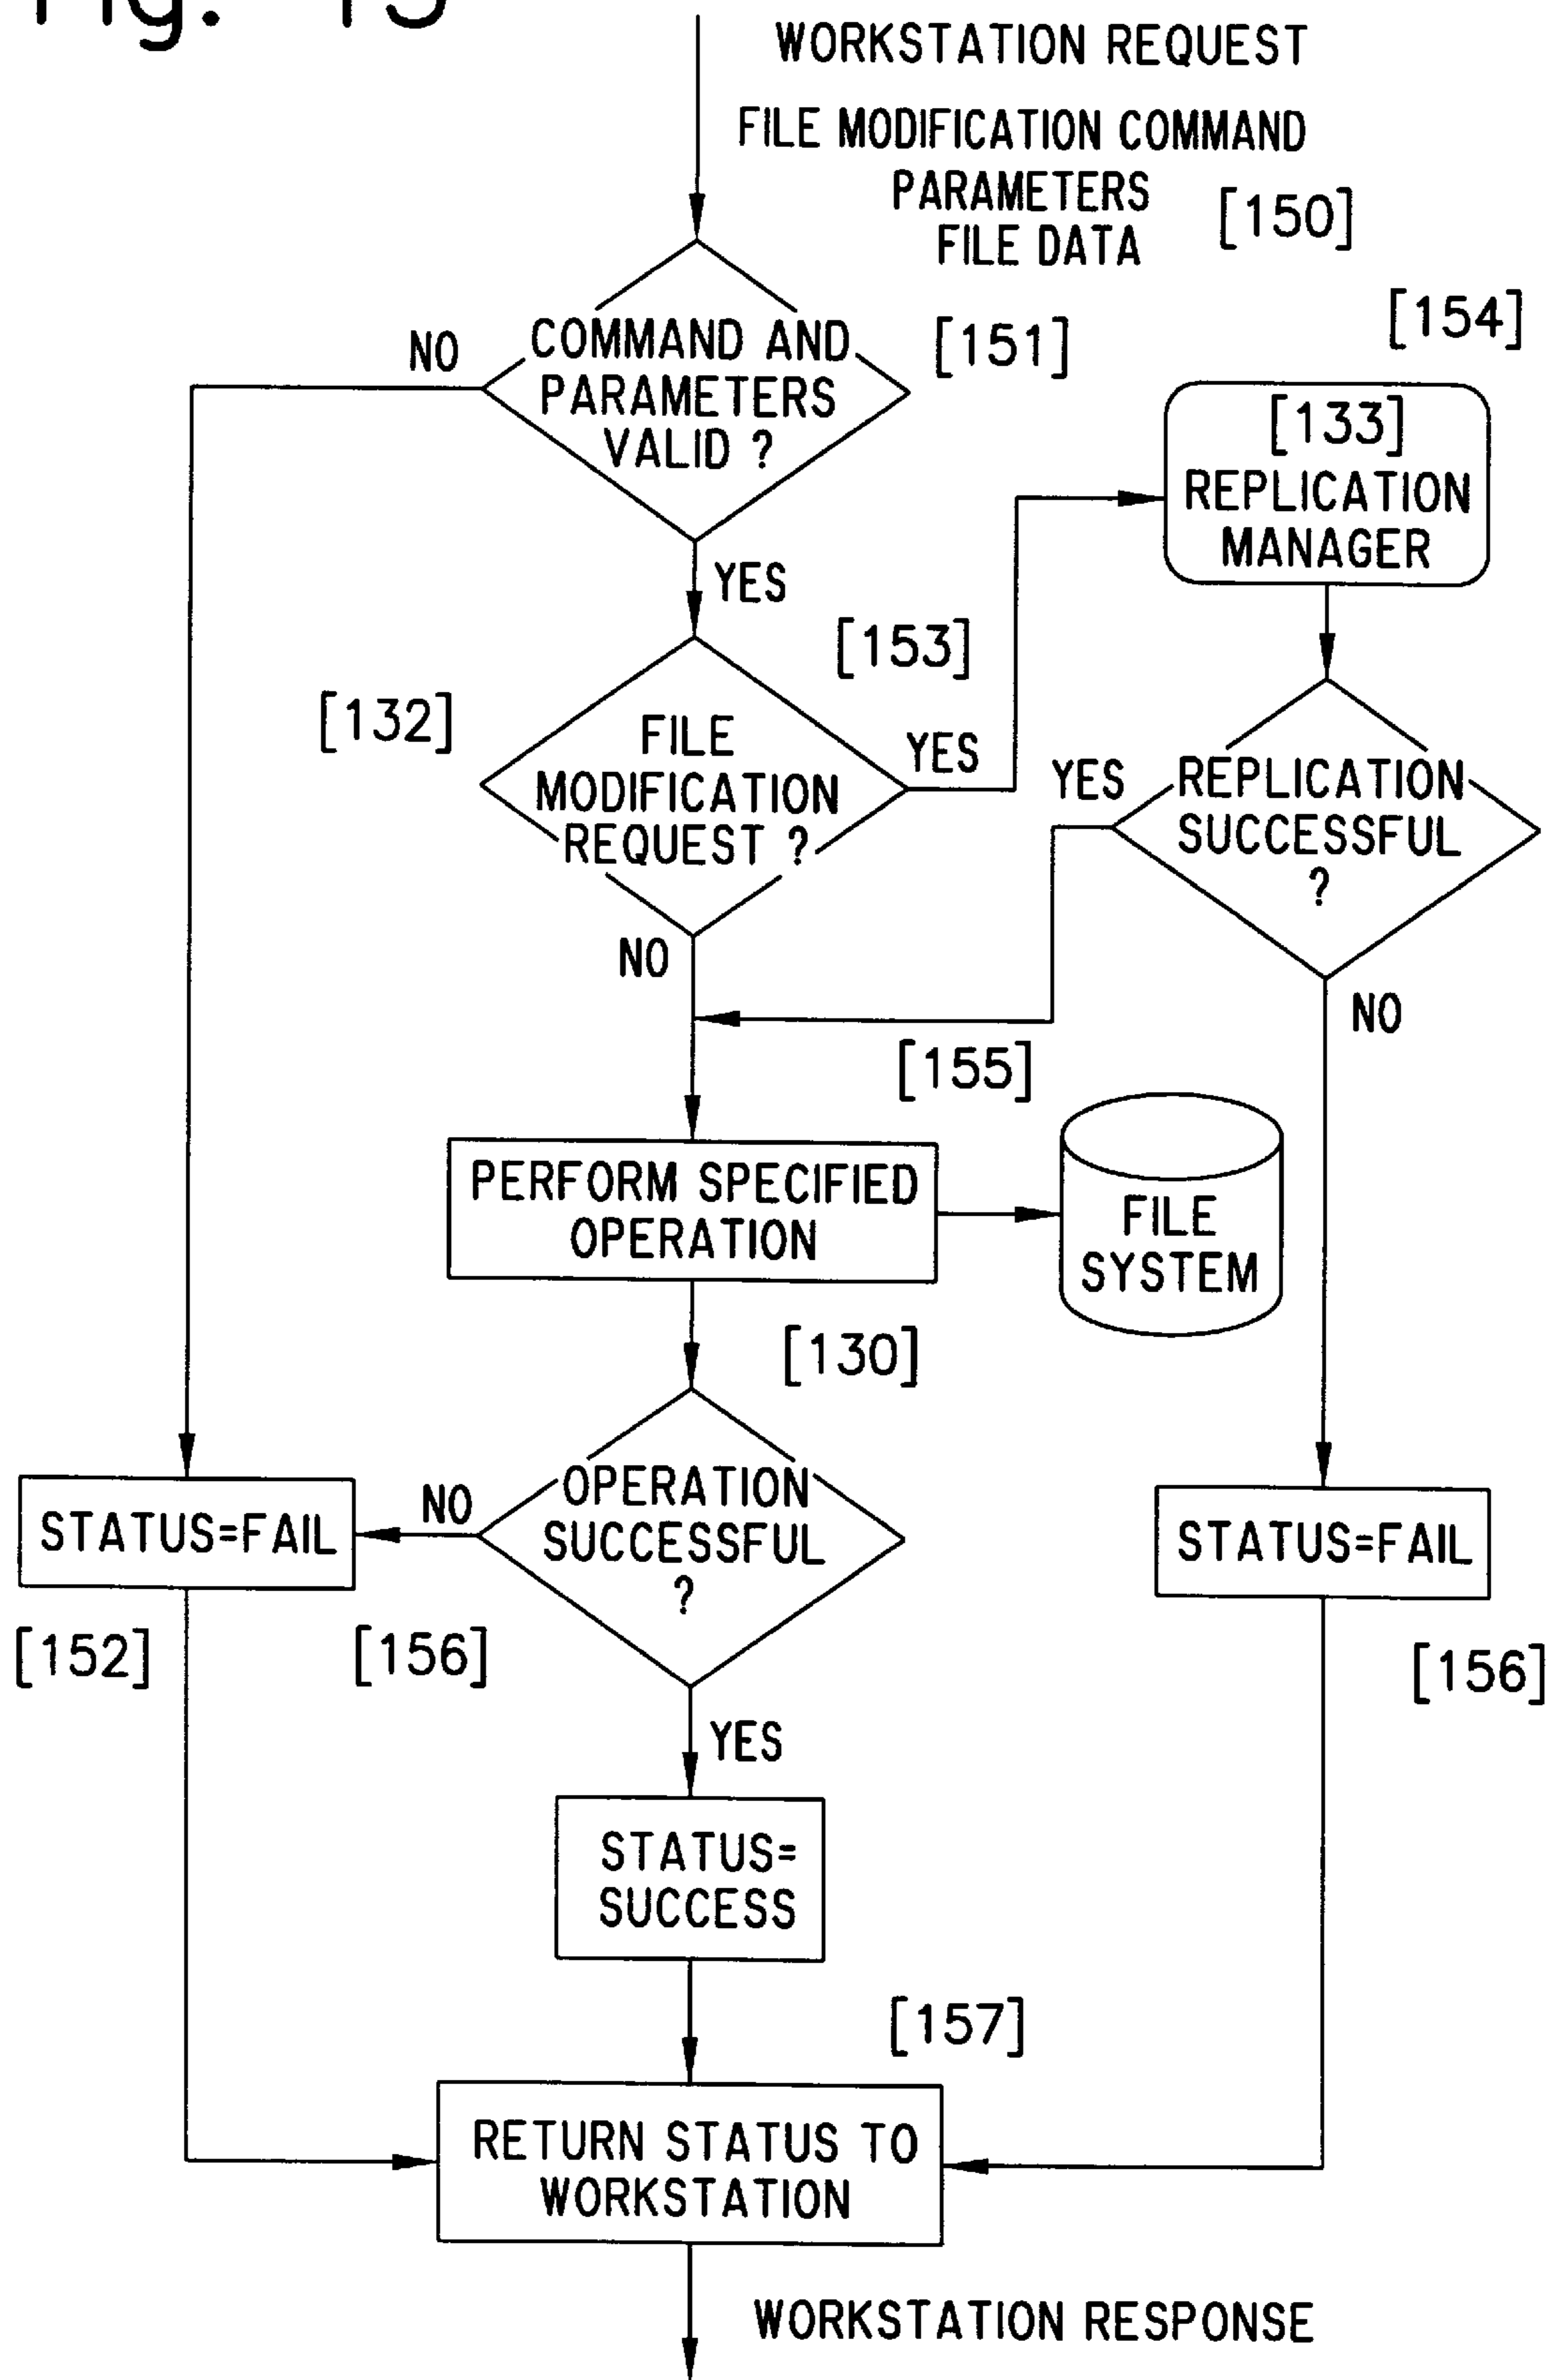 Fig. 15
WORKSTATION REQUEST
FILE MODIFICATION COMMAND
PARAMETERS
FILE DATA
[150]
[154]
NO
COMMAND AND
PARAMETERS
VALID ?
[151]
[133]
REPLICATION
MANAGER
YES
[153]
[132]
FILE
MODIFICATION
REQUEST ?
YES
YES
REPLICATION
SUCCESSFUL
?
NO
NO
[155]
PERFORM SPECIFIED
OPERATION
FILE
SYSTEM
[130]
OPERATION
SUCCESSFUL
?
NO
STATUS=FAIL
STATUS=FAIL
[152]
[156]
[156]
YES
STATUS=
SUCCESS
[157]
RETURN STATUS TO
WORKSTATION
WORKSTATION RESPONSE